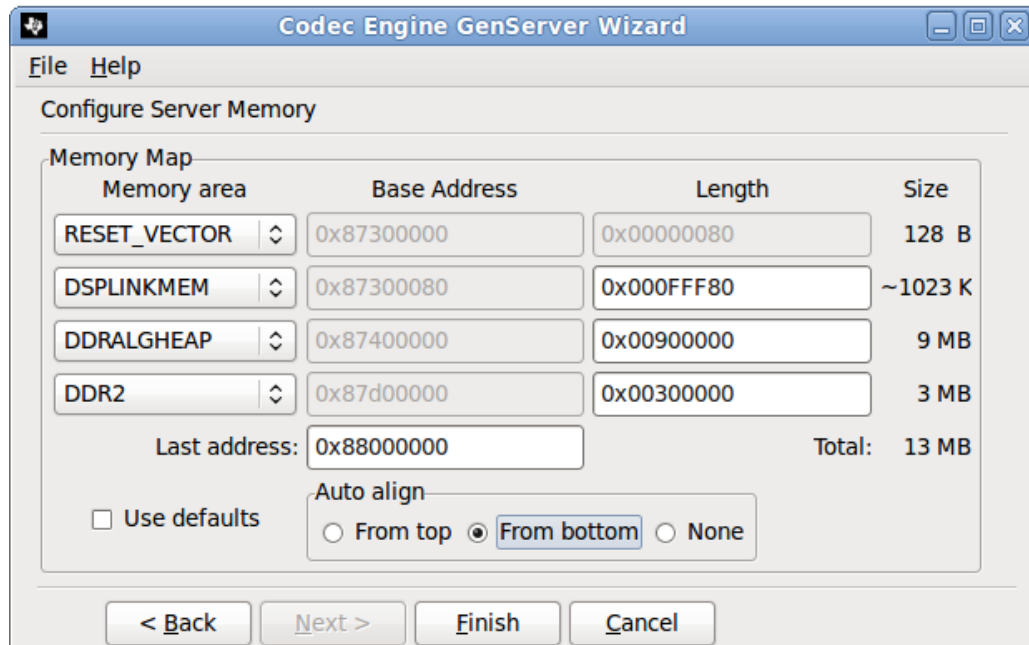 Codec Engine GenServer Wizard
File Help
Configure Server Memory
Memory Map
Memory area Base Address Length Size
RESET_VECTOR 0x87300000 0x00000080 128 B
DSPLINKMEM 0x87300080 0x000FFF80 ~1023 K
DDRALGHEAP 0x87400000 0x00900000 9 MB
DDR2 0x87d00000 0x00300000 3 MB
Last address: 0x88000000 Total: 13 MB
Auto align
Use defaults From top From bottom None
< Back Next > Finish Cancel